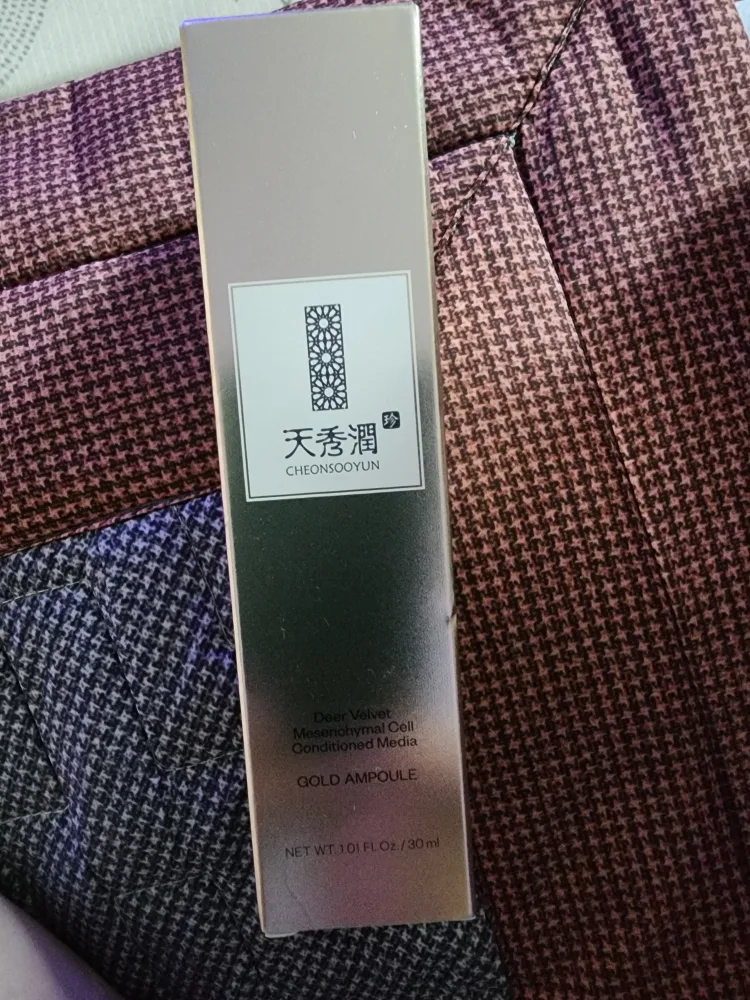 天秀潤 珍
CHEONSOOYUN
Deer Velvet
Mesenchymal Cell
Conditioned Media
GOLD AMPOULE
NET WT. 1.01 Fl. Oz. / 30 ml